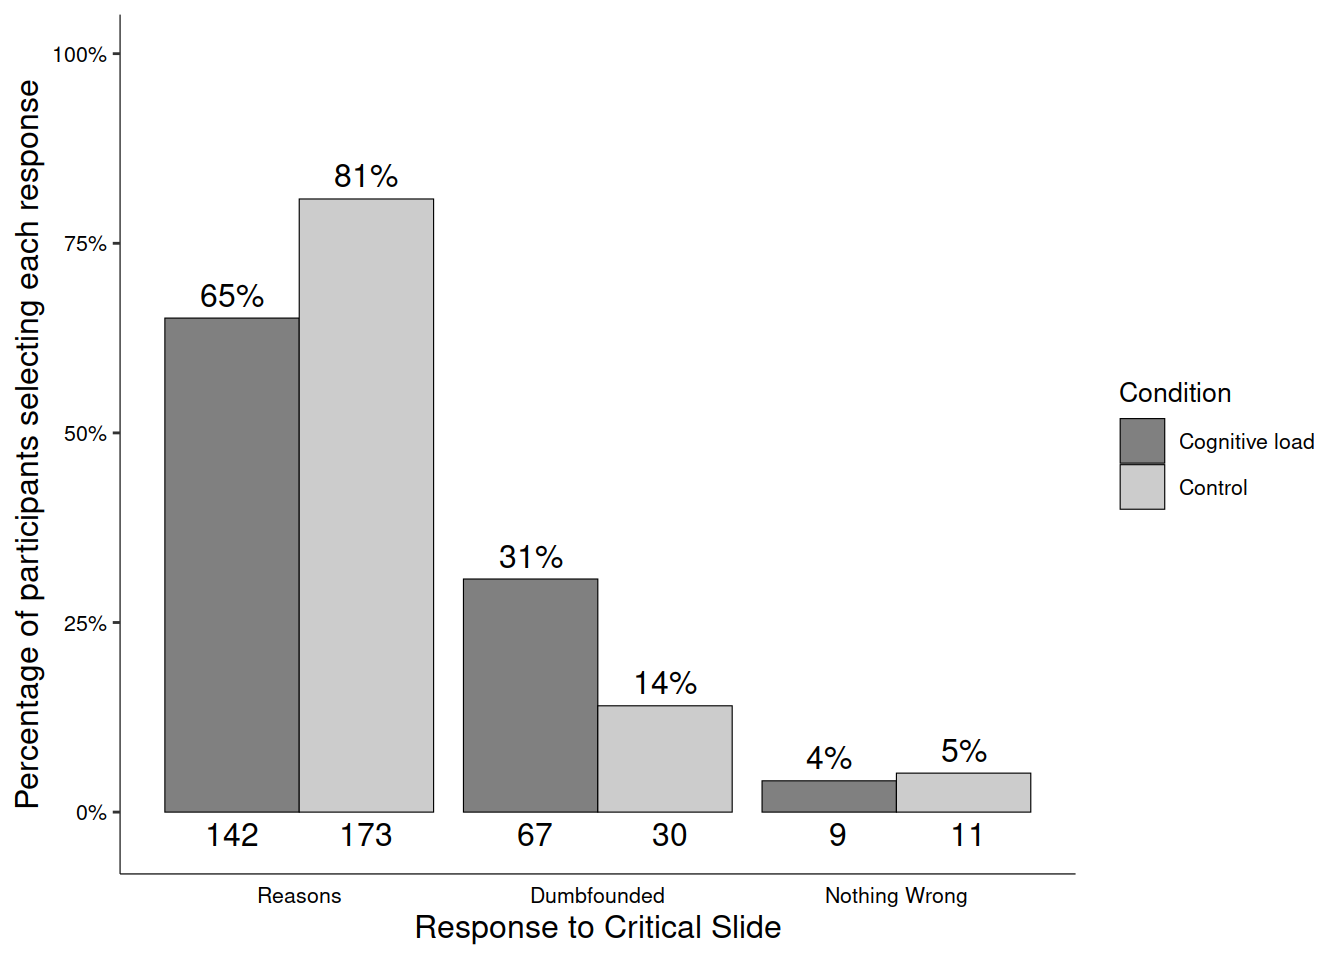 Percentage of participants selecting each response
100%
75%
50%
25%
0%
65%
81%
31%
14%
4%
5%
142
173
67
30
9
11
Reasons
Dumbfounded
Nothing Wrong
Response to Critical Slide
Condition
Cognitive load
Control